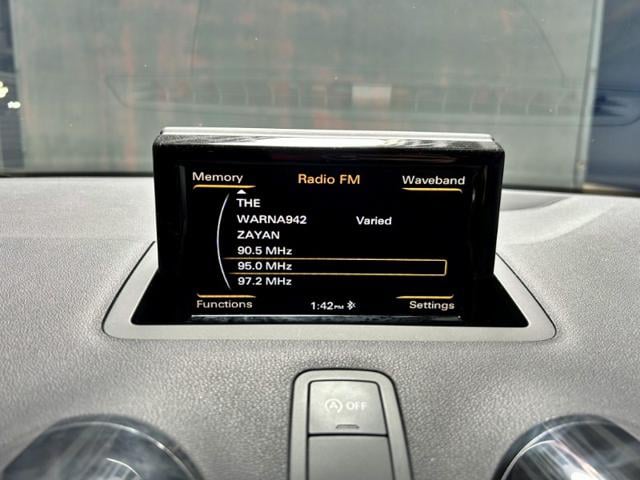 Memory Radio FM Waveband
THE
WARNA942 Varied
ZAYAN
90.5 MHz
95.0 MHz
97.2 MHz
Functions 1:42PM Settings
A OFF